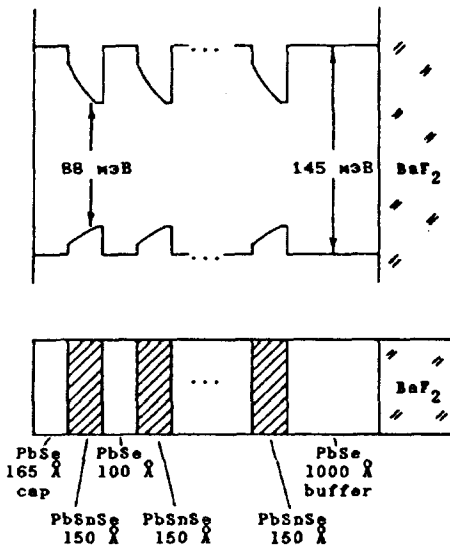 ...
88 мэВ
145 мэВ
BaF2
...
...
BaF2
PbSe
165 Å
cap
PbSe
100 Å
PbSe
1000 Å
buffer
PbSnSe
150 Å
PbSnSe
150 Å
PbSnSe
150 Å